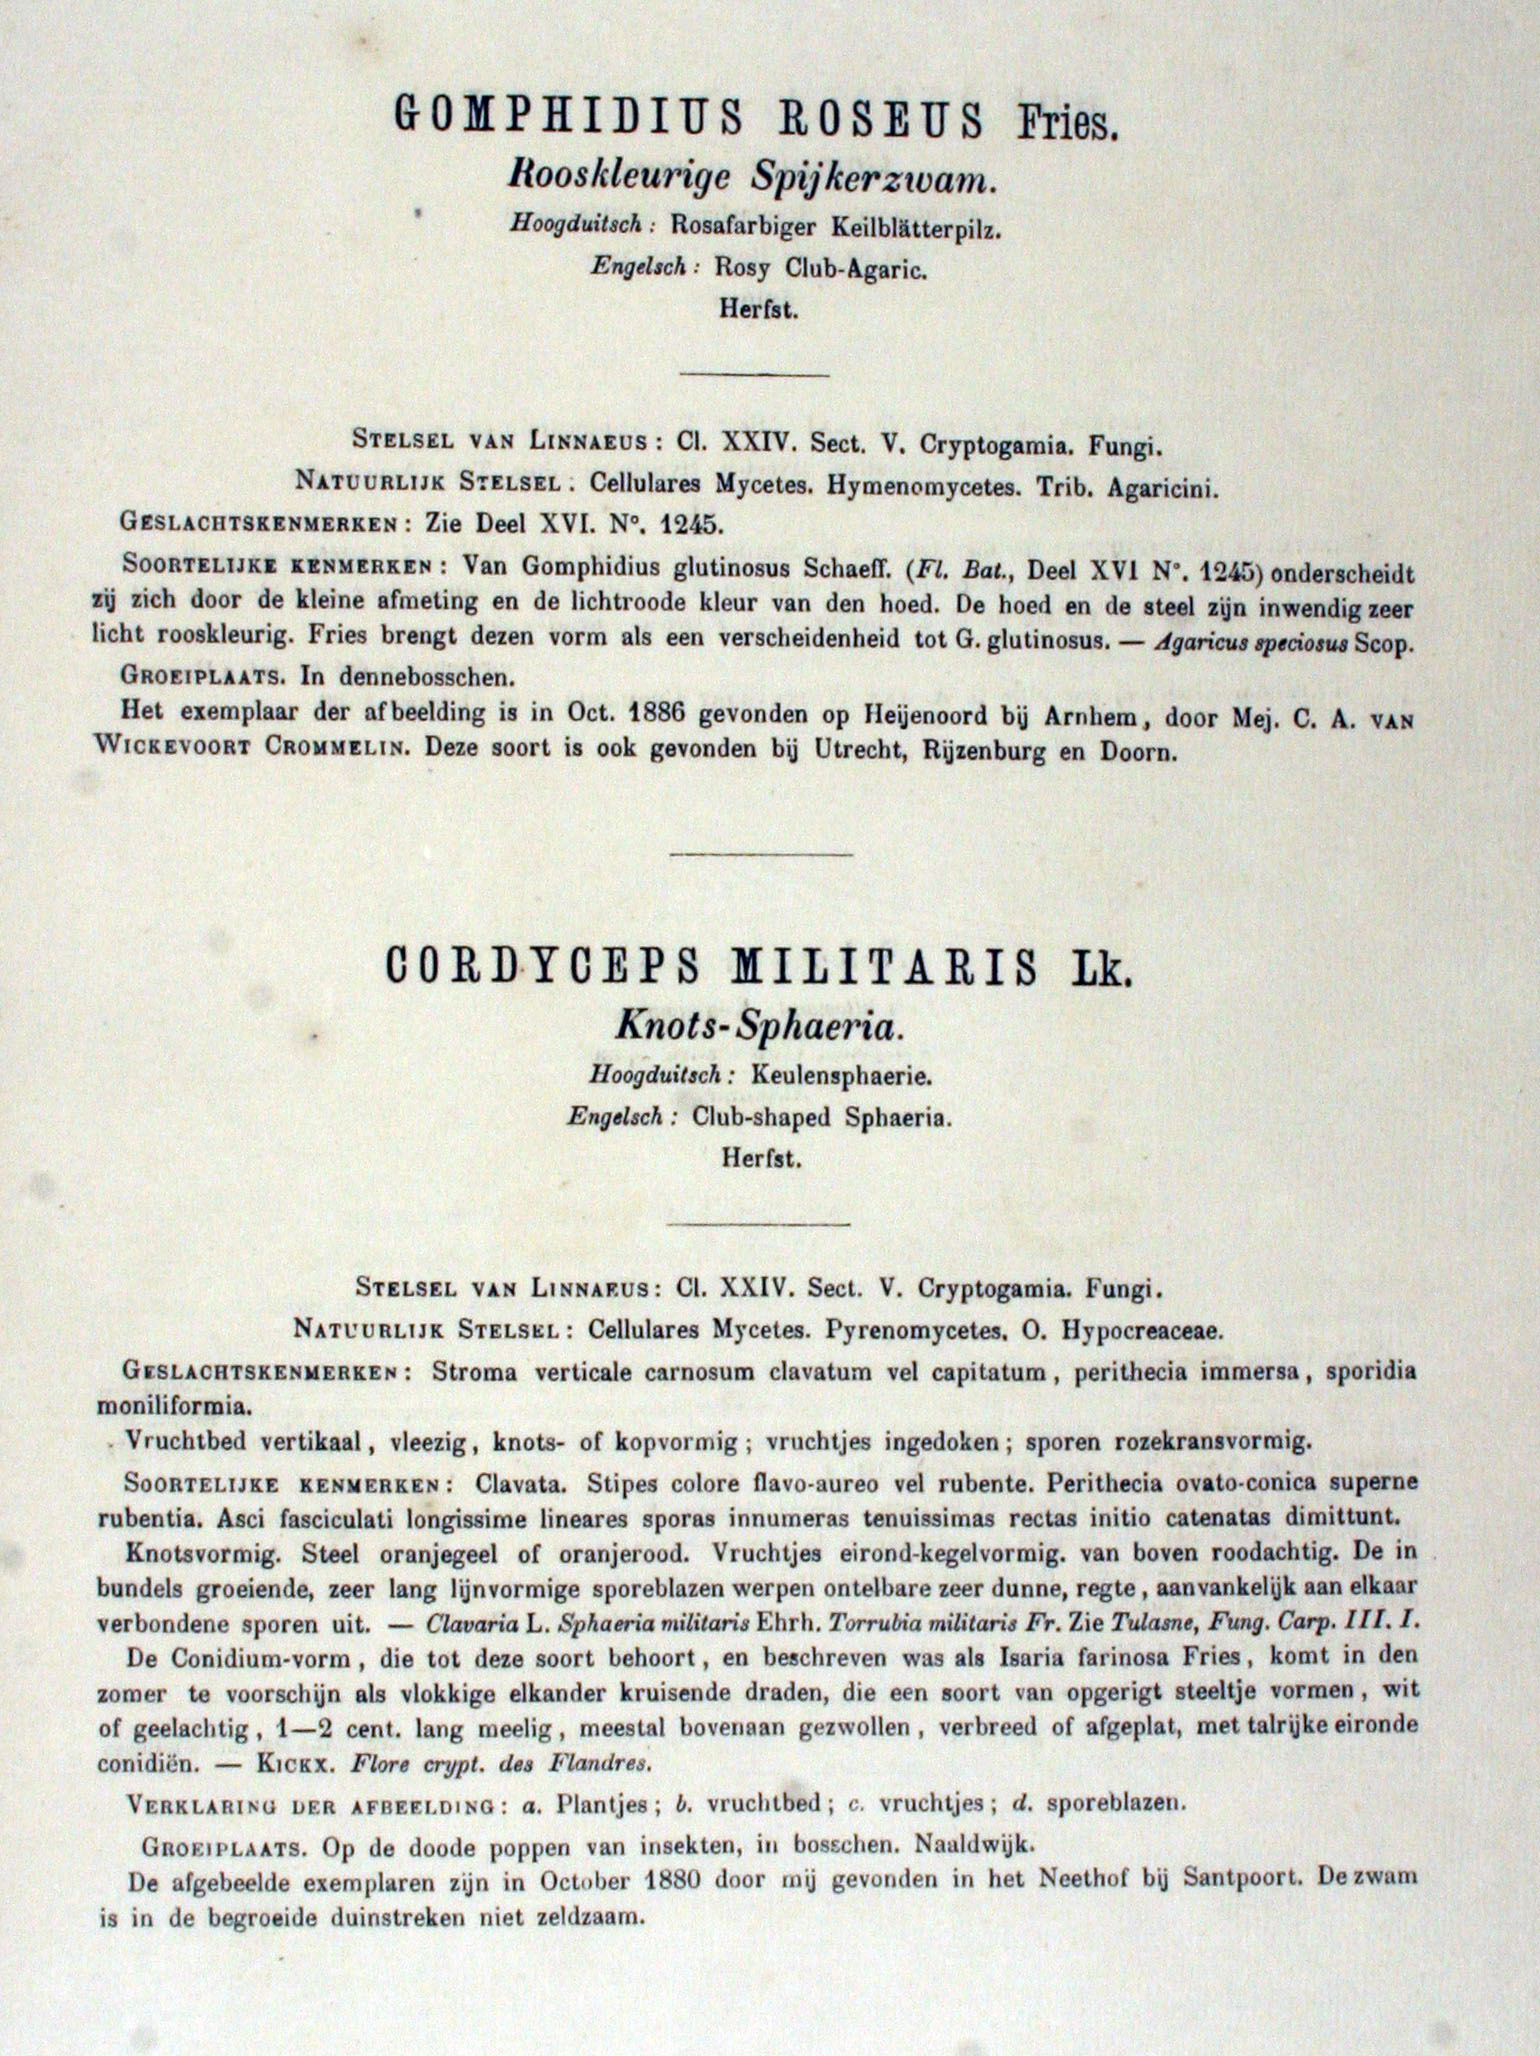 GOMPHIDIUS ROSEUS Fries.
Rooskleurige Spijkerzwam.
Hoogduitsch: Rosafarbiger Keilblätterpilz.
Engelsch: Rosy Club-Agaric.
Herfst.
STELSEL VAN LINNAEUS: Cl. XXIV. Sect. V. Cryptogamia. Fungi.
NATUURLIJK STELSEL: Cellulares Mycetes. Hymenomycetes. Trib. Agaricini.
GESLACHTSKENMERKEN: Zie Deel XVI. N°. 1245.
SOORTELIJKE KENMERKEN: Van Gomphidius glutinosus Schaeff. (Fl. Bat., Deel XVI N°. 1245) onderscheidt
zij zich door de kleine afmeting en de lichtroode kleur van den hoed. De hoed en de steel zijn inwendig zeer
licht rooskleurig. Fries brengt dezen vorm als een verscheidenheid tot G. glutinosus. — Agaricus speciosus Scop.
GROEIPLAATS. In dennebosschen.
Het exemplaar der afbeelding is in Oct. 1886 gevonden op Heijenoord bij Arnhem, door Mej. C. A. VAN
WICKEVOORT CROMMELIN. Deze soort is ook gevonden bij Utrecht, Rijzenburg en Doorn.
CORDYCEPS MILITARIS Lk.
Knots-Sphaeria.
Hoogduitsch: Keulensphaerie.
Engelsch: Club-shaped Sphaeria.
Herfst.
STELSEL VAN LINNAEUS: Cl. XXIV. Sect. V. Cryptogamia. Fungi.
NATUURLIJK STELSEL: Cellulares Mycetes. Pyrenomycetes. O. Hypocreaceae.
GESLACHTSKENMERKEN: Stroma verticale carnosum clavatum vel capitatum, perithecia immersa, sporidia
moniliformia.
Vruchtbed vertikaal, vleezig, knots- of kopvormig; vruchtjes ingedoken; sporen rozekransvormig.
SOORTELIJKE KENMERKEN: Clavata. Stipes colore flavo-aureo vel rubente. Perithecia ovato-conica superne
rubentia. Asci fasciculati longissime lineares sporas innumeras tenuissimas rectas initio catenatas dimittunt.
Knotsvormig. Steel oranjegeel of oranjerood. Vruchtjes eirond-kegelvormig. van boven roodachtig. De in
bundels groeiende, zeer lang lijnvormige sporeblazen werpen ontelbare zeer dunne, regte, aanvankelijk aan elkaar
verbondene sporen uit. — Clavaria L. Sphaeria militaris Ehrh. Torrubia militaris Fr. Zie Tulasne, Fung. Carp. III. I.
De Conidium-vorm, die tot deze soort behoort, en beschreven was als Isaria farinosa Fries, komt in den
zomer te voorschijn als vlokkige elkander kruisende draden, die een soort van opgerigt steeltje vormen, wit
of geelachtig, 1—2 cent. lang meelig, meestal bovenaan gezwollen, verbreed of afgeplat, met talrijke eironde
conidiën. — KICKX. Flore crypt. des Flandres.
VERKLARING DER AFBEELDING: a. Plantjes; b. vruchtbed; c. vruchtjes; d. sporeblazen.
GROEIPLAATS. Op de doode poppen van insekten, in bosschen. Naaldwijk.
De afgebeelde exemplaren zijn in October 1880 door mij gevonden in het Neethof bij Santpoort. De zwam
is in de begroeide duinstreken niet zeldzaam.